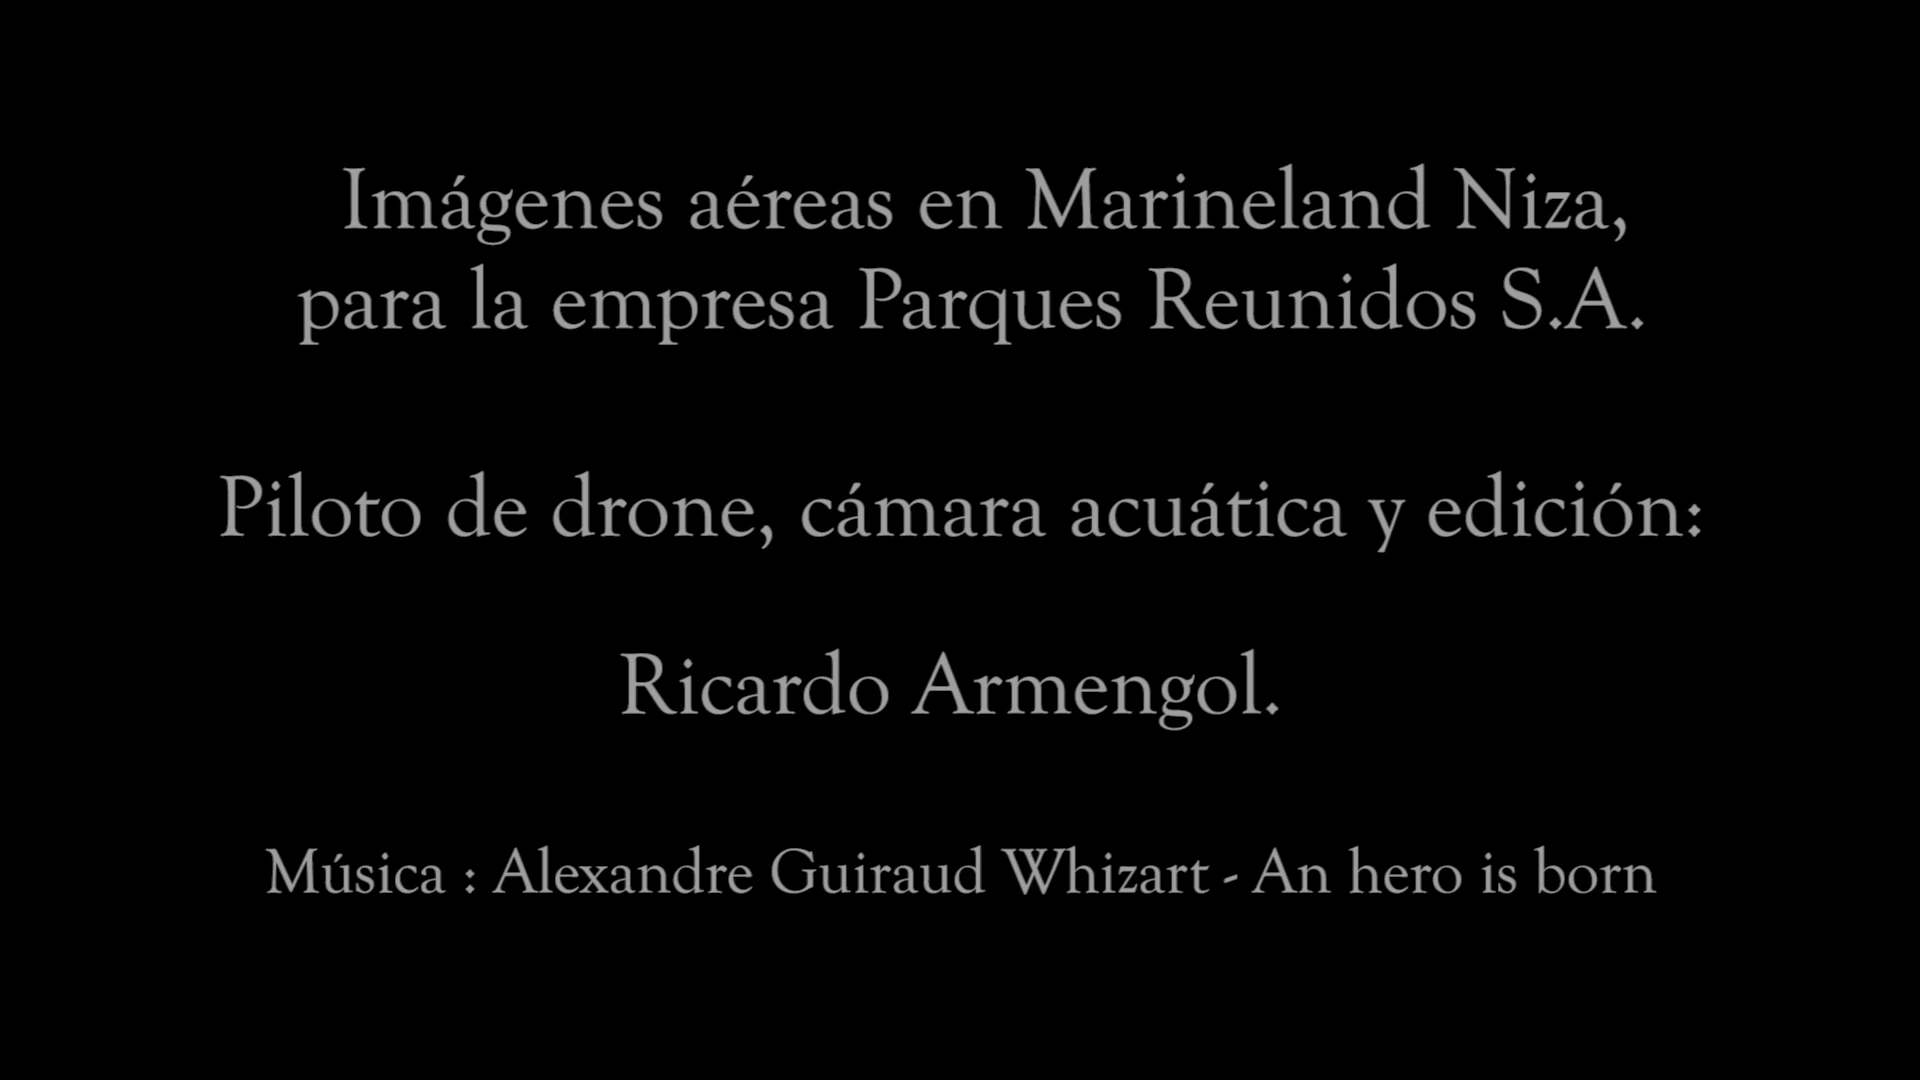 Imágenes aéreas en Marineland Niza,
para la empresa Parques Reunidos S.A.
Piloto de drone, cámara acuática y edición:
Ricardo Armengol.
Música : Alexandre Guiraud Whizart - An hero is born